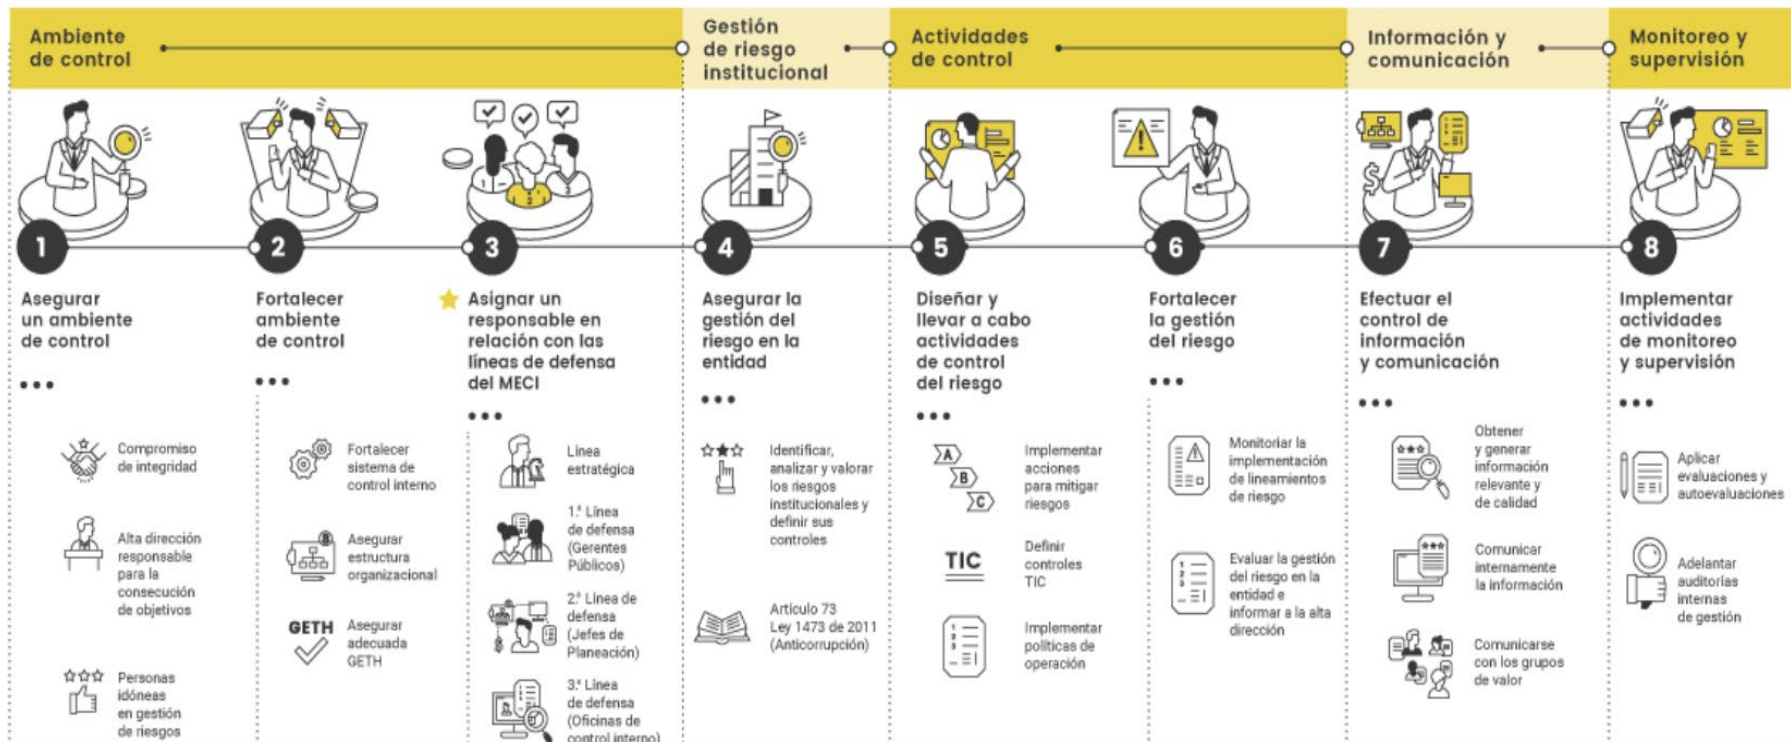 Ambiente
de control
Gestión
de riesgo
institucional
Actividades
de control
Información y
comunicación
Monitoreo y
supervisión
1
2
3
4
5
6
7
8
Asegurar
un ambiente
de control
Compromiso
de integridad
Alta dirección
responsable
para la
consecución
de objetivos
Personas
idóneas
en gestión
de riesgos
Fortalecer
ambiente
de control
Fortalecer
sistema de
control interno
Asegurar
estructura
organizacional
GETH
Asegurar
adecuada
GETH
Asignar un
responsable en
relación con las
líneas de defensa
del MECI
Línea
estratégica
1.ª Línea
de defensa
(Gerentes
Públicos)
2.ª Línea de
defensa
(Jefes de
Planeación)
3.ª Línea
de defensa
(Oficinas de
control interno)
Asegurar la
gestión del
riesgo en la
entidad
Identificar,
analizar y valorar
los riesgos
institucionales y
definir sus
controles
Artículo 73
Ley 1473 de 2011
(Anticorrupción)
Diseñar y
llevar a cabo
actividades
de control
del riesgo
A
B
C
Implementar
acciones
para mitigar
riesgos
TIC
Definir
controles
TIC
Implementar
políticas de
operación
Fortalecer
la gestión
del riesgo
Monitoriar la
implementación
de lineamientos
de riesgo
Evaluar la gestión
del riesgo en la
entidad e
informar a la alta
dirección
Efectuar el
control de
información
y comunicación
Obtener
y generar
información
relevante y
de calidad
Comunicar
internamente
la información
Comunicarse
con los grupos
de valor
Implementar
actividades
de monitoreo
y supervisión
Aplicar
evaluaciones y
autoevaluaciones
Adelantar
auditorías
internas
de gestión